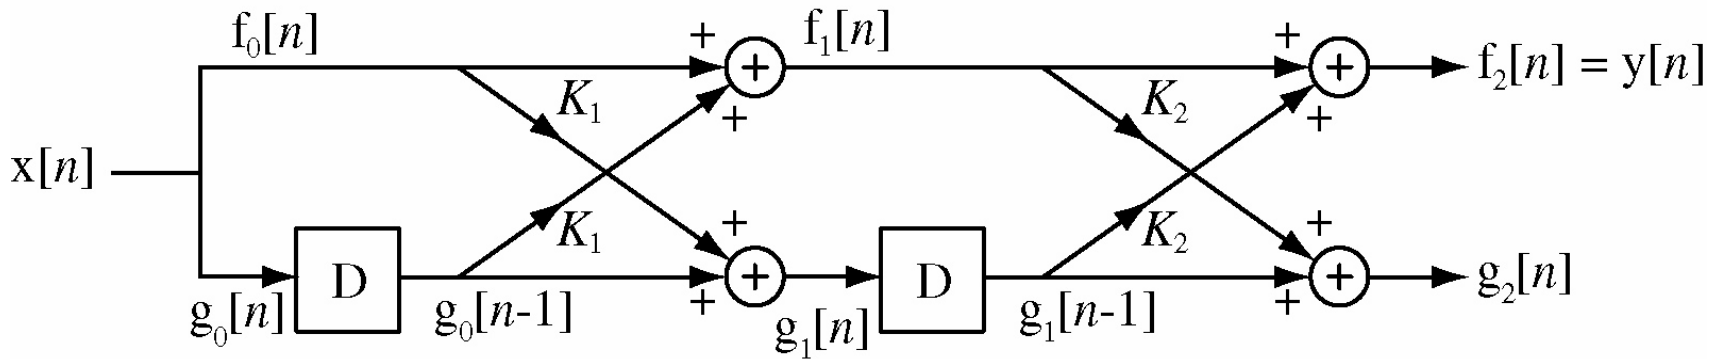 f₀[n]
+
f₁[n]
+
+
+
f₂[n] = y[n]
K₁
+
K₂
+
x[n]
K₁
+
K₂
+
D
+
D
+
g₂[n]
g₀[n]
g₀[n-1]
+
g₁[n]
g₁[n-1]
+